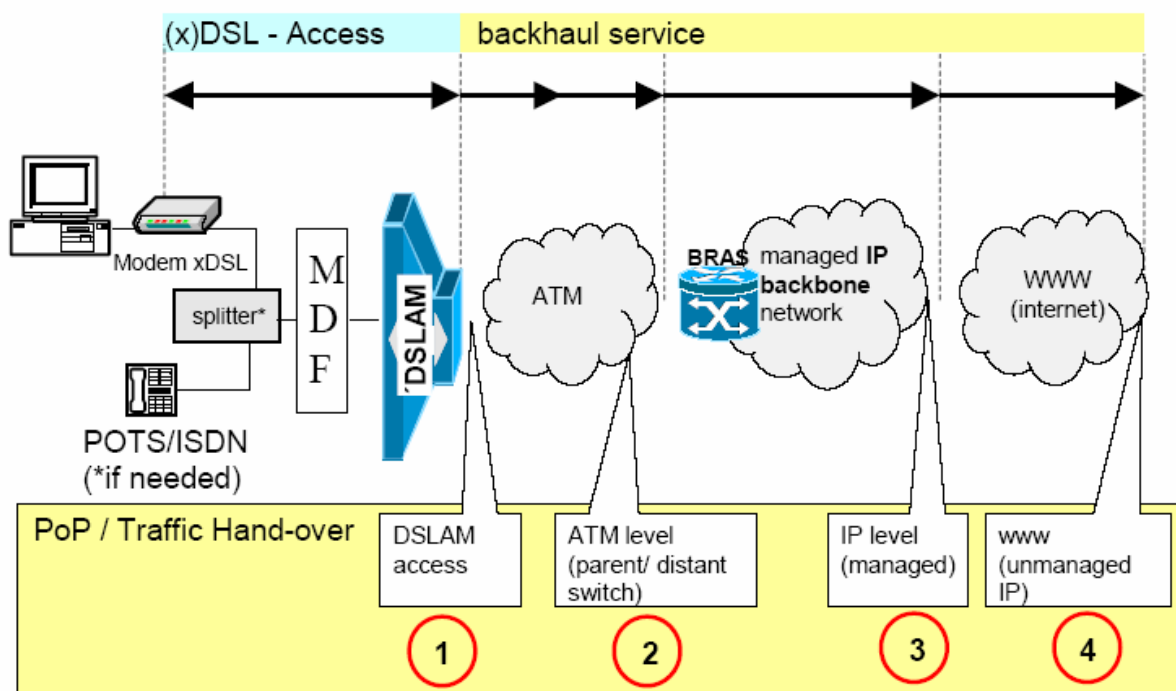 (x)DSL - Access
backhaul service
Modem xDSL
splitter*
POTS/ISDN
(*if needed)
M
D
F
´DSLAM
ATM
BRAS
managed IP
backbone
network
WWW
(internet)
PoP / Traffic Hand-over
DSLAM
access
ATM level
(parent/ distant
switch)
IP level
(managed)
www
(unmanaged
IP)
1
2
3
4